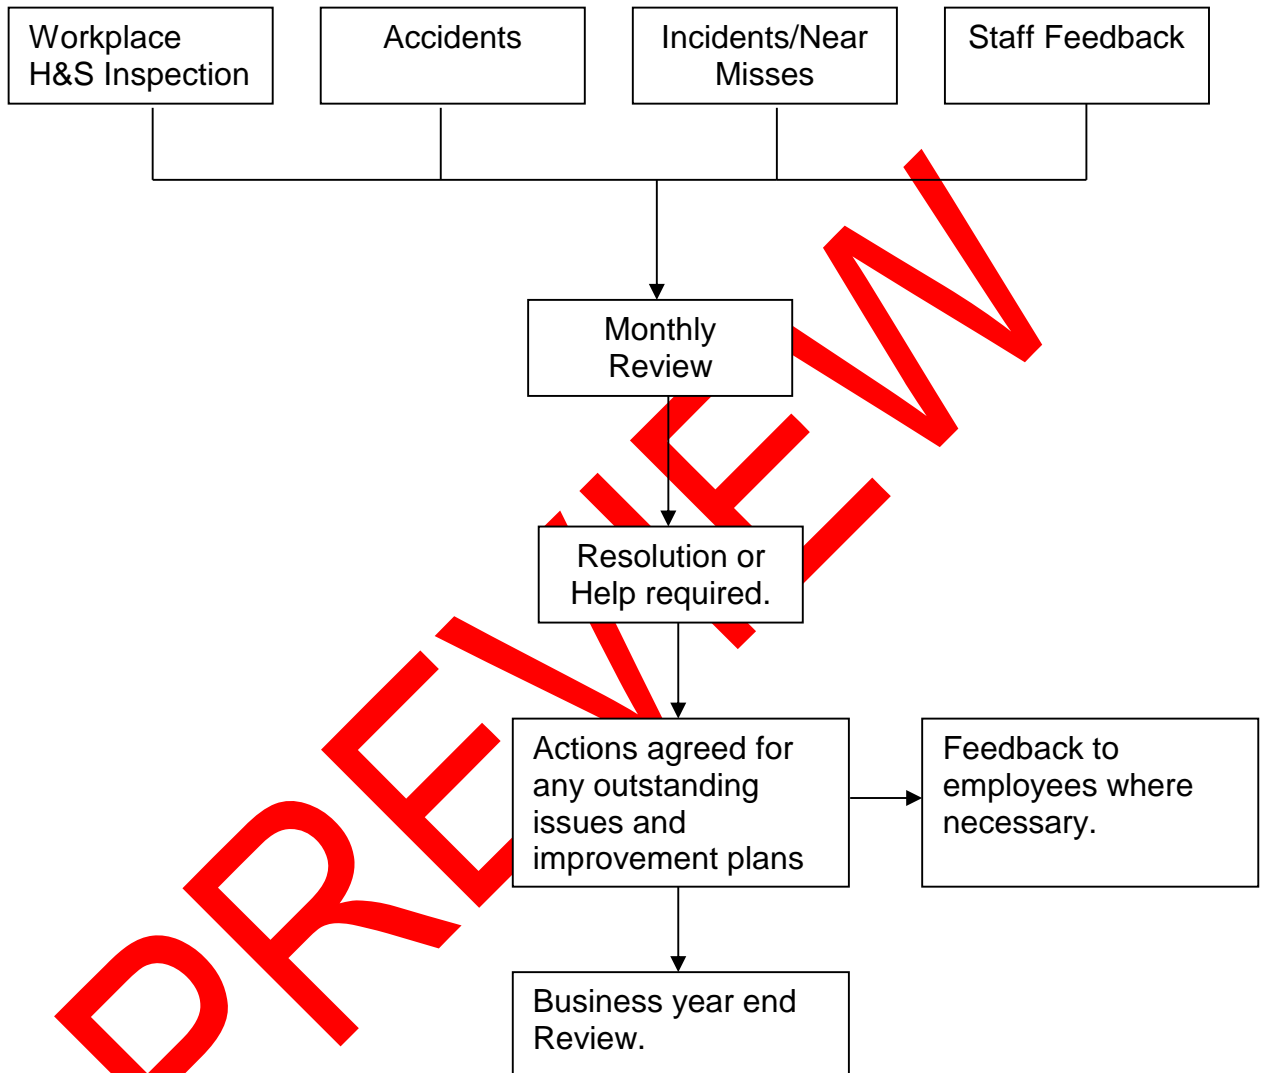 Workplace
H&S Inspection
Accidents
Incidents/Near
Misses
Staff Feedback
Monthly
Review
Resolution or
Help required.
Actions agreed for
any outstanding
issues and
improvement plans
Feedback to
employees where
necessary.
Business year end
Review.
PREVIEW